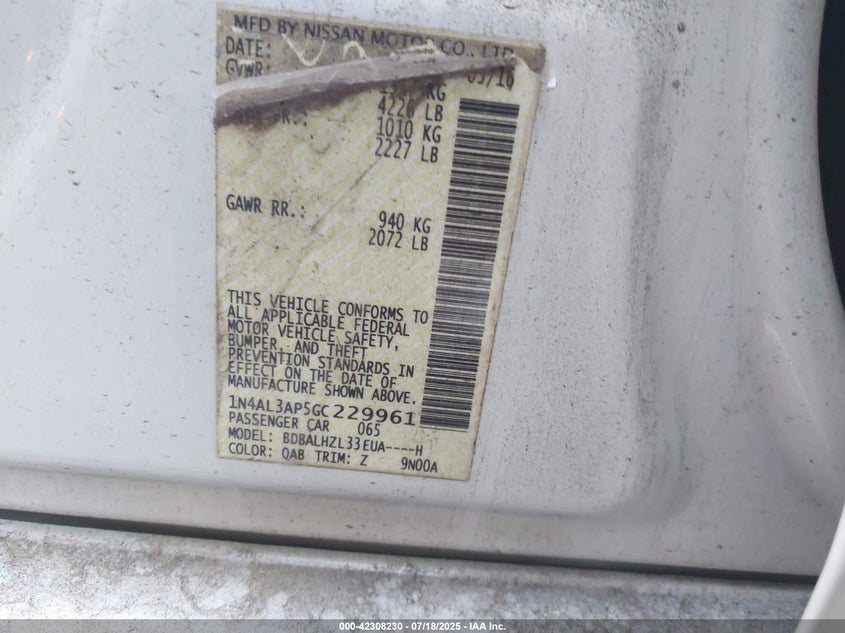 MFD BY NISSAN MOTOR CO., LTD
DATE: 05/16
GVWR
KG
4226 LB
1010 KG
2227 LB
GAWR RR.:
940 KG
2072 LB
THIS VEHICLE CONFORMS TO
ALL APPLICABLE FEDERAL
MOTOR VEHICLE SAFETY,
BUMPER, AND THEFT
PREVENTION STANDARDS IN
EFFECT ON THE DATE OF
MANUFACTURE SHOWN ABOVE.
1N4AL3AP5GC229961
PASSENGER CAR 065
MODEL: BDBALHZL33EUA----H
COLOR: QAB TRIM: Z 9N00A
000-42308230 - 07/18/2025 - IAA Inc.